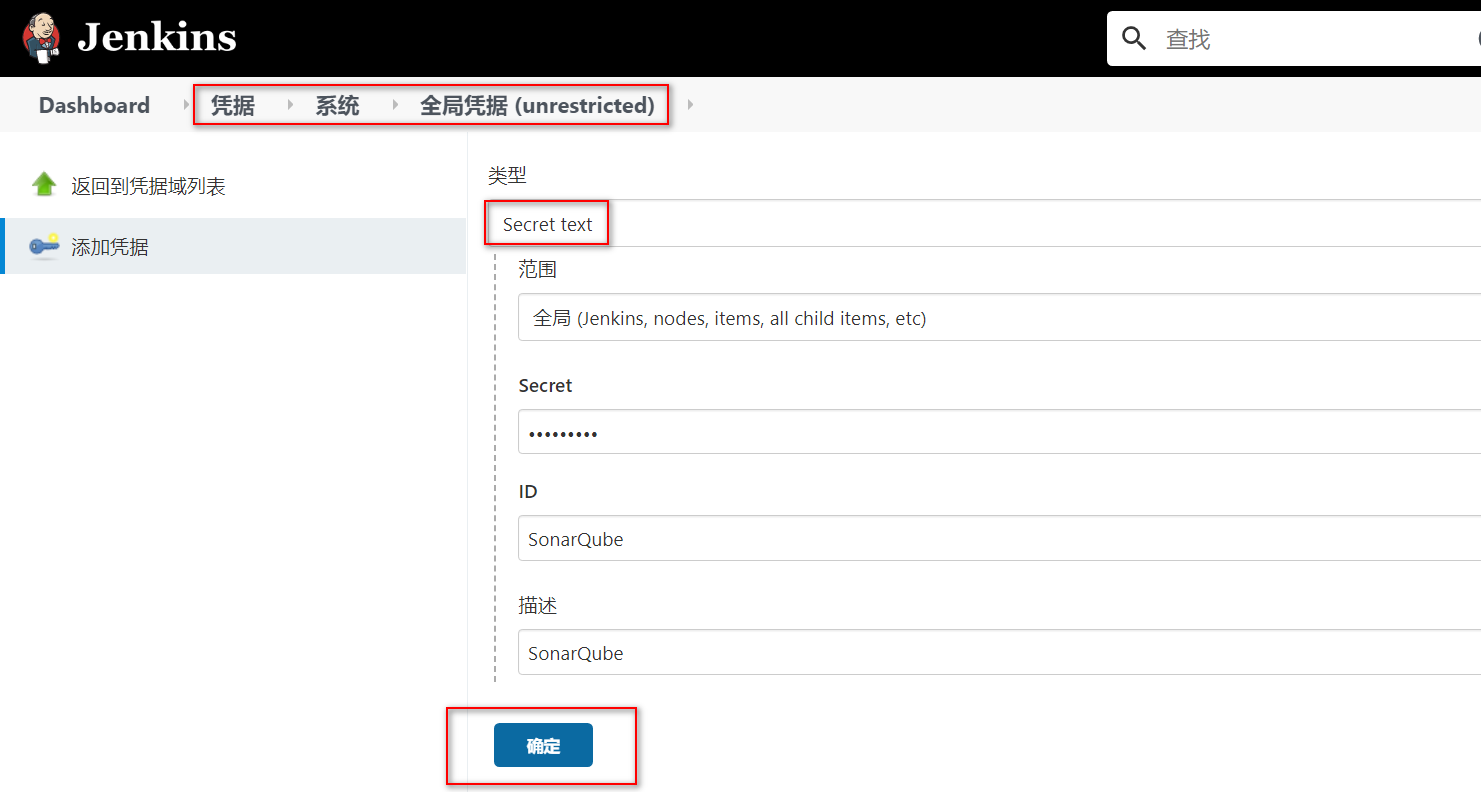 Jenkins
查找
Dashboard 凭据 系统 全局凭据 (unrestricted)
返回到凭据域列表
添加凭据
类型
Secret text
范围
全局 (Jenkins, nodes, items, all child items, etc)
Secret
•••••••••
ID
SonarQube
描述
SonarQube
确定